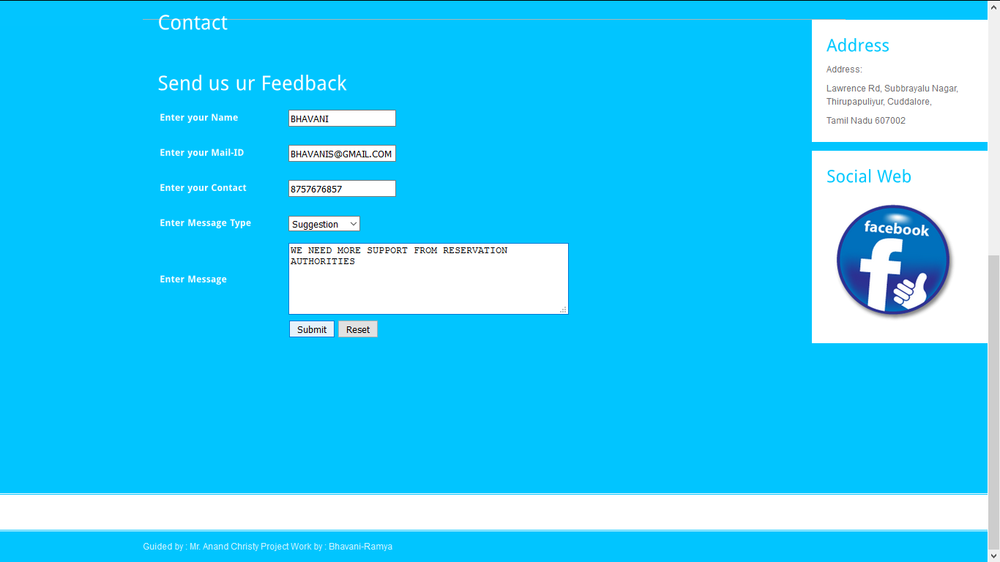 Contact
Send us ur Feedback
Enter your Name
BHAVANI
Enter your Mail-ID
BHAVANIS@GMAIL.COM
Enter your Contact
8757676857
Enter Message Type
Suggestion
Enter Message
WE NEED MORE SUPPORT FROM RESERVATION
AUTHORITIES
Submit Reset
Address
Address:
Lawrence Rd, Subbrayalu Nagar,
Thirupapuliyur, Cuddalore,
Tamil Nadu 607002
Social Web
facebook
f
Guided by : Mr. Anand Christy Project Work by : Bhavani-Ramya